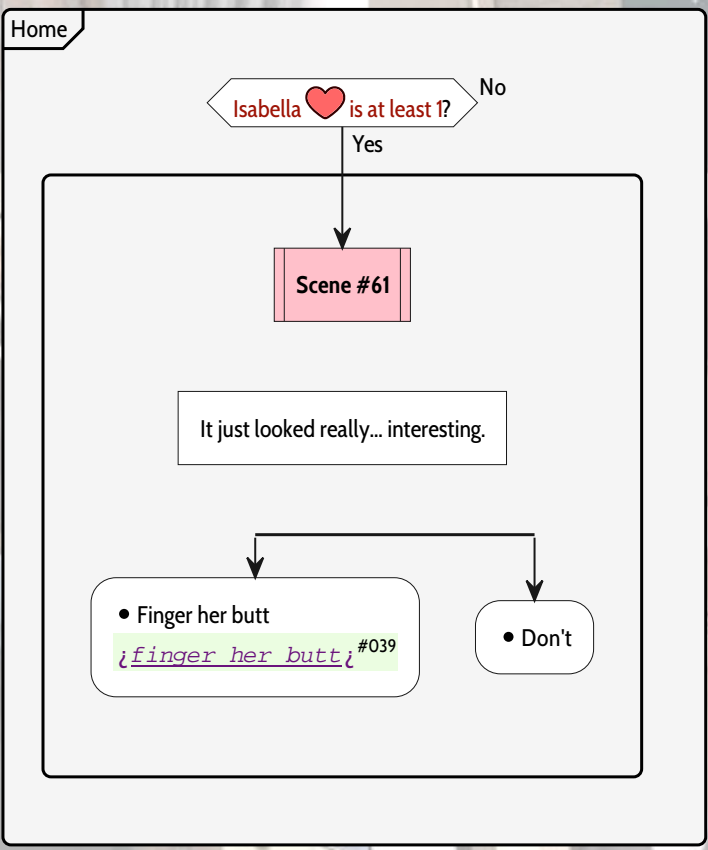 Home
Isabella is at least 1?
No
Yes
Scene #61
It just looked really... interesting.
• Finger her butt
¿finger her butt¿#039
• Don't